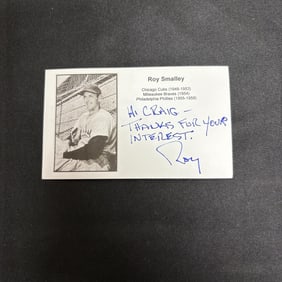 Roy Smalley
Chicago Cubs (1948-1953)
Milwaukee Braves (1954)
Philadelphia Phillies (1955-1958)
HI CRAIG -
THANKS FOR YOUR
INTEREST.
Roy